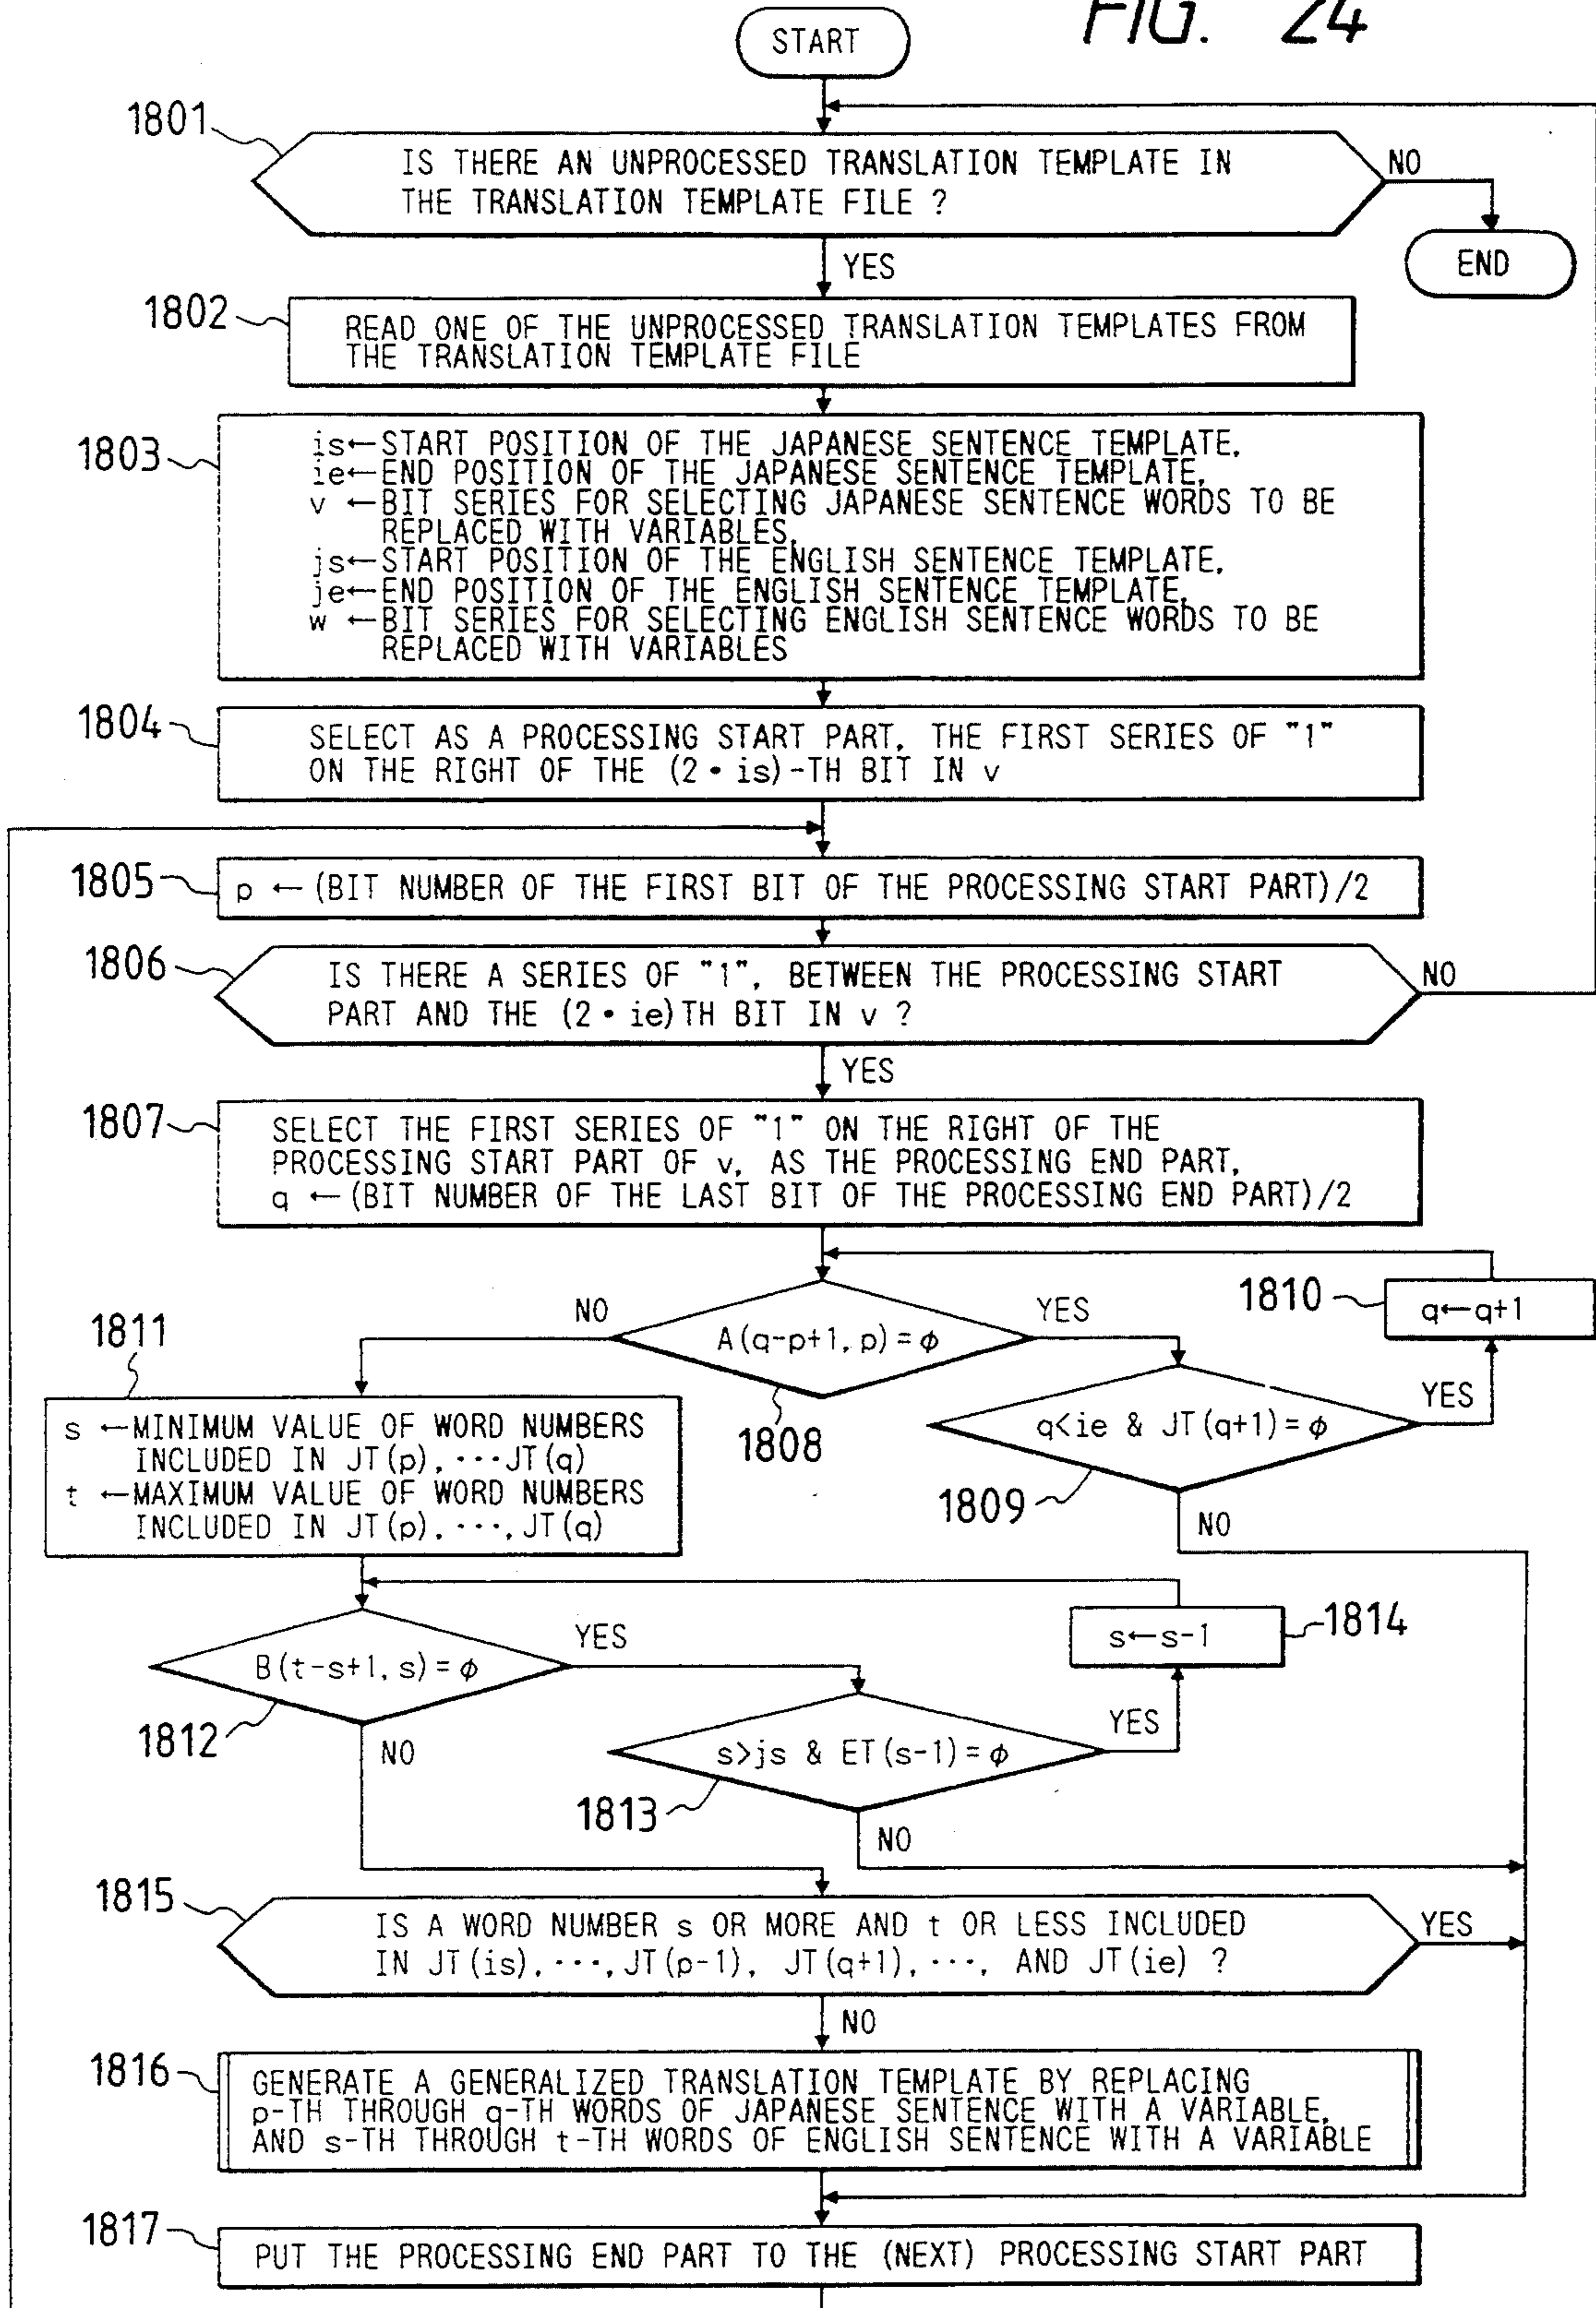 FIG. 24
START
1801
IS THERE AN UNPROCESSED TRANSLATION TEMPLATE IN
THE TRANSLATION TEMPLATE FILE ?
NO
END
YES
1802
READ ONE OF THE UNPROCESSED TRANSLATION TEMPLATES FROM
THE TRANSLATION TEMPLATE FILE
1803
is←START POSITION OF THE JAPANESE SENTENCE TEMPLATE,
ie←END POSITION OF THE JAPANESE SENTENCE TEMPLATE,
v ←BIT SERIES FOR SELECTING JAPANESE SENTENCE WORDS TO BE
REPLACED WITH VARIABLES,
js←START POSITION OF THE ENGLISH SENTENCE TEMPLATE,
je←END POSITION OF THE ENGLISH SENTENCE TEMPLATE,
w ←BIT SERIES FOR SELECTING ENGLISH SENTENCE WORDS TO BE
REPLACED WITH VARIABLES
1804
SELECT AS A PROCESSING START PART, THE FIRST SERIES OF "1"
ON THE RIGHT OF THE (2•is)-TH BIT IN v
1805
p ← (BIT NUMBER OF THE FIRST BIT OF THE PROCESSING START PART)/2
1806
IS THERE A SERIES OF "1", BETWEEN THE PROCESSING START
PART AND THE (2•ie)TH BIT IN v ?
NO
YES
1807
SELECT THE FIRST SERIES OF "1" ON THE RIGHT OF THE
PROCESSING START PART OF v, AS THE PROCESSING END PART,
q ← (BIT NUMBER OF THE LAST BIT OF THE PROCESSING END PART)/2
1808
A(q-p+1, p)=φ
NO
YES
1809
q<ie & JT(q+1)=φ
YES
NO
1810
q←q+1
1811
s ←MINIMUM VALUE OF WORD NUMBERS
INCLUDED IN JT(p), ···JT(q)
t ←MAXIMUM VALUE OF WORD NUMBERS
INCLUDED IN JT(p), ···, JT(q)
1812
B(t-s+1, s)=φ
YES
NO
1813
s>js & ET(s-1)=φ
YES
NO
1814
s←s-1
1815
IS A WORD NUMBER s OR MORE AND t OR LESS INCLUDED
IN JT(is), ···, JT(p-1), JT(q+1), ···, AND JT(ie) ?
YES
NO
1816
GENERATE A GENERALIZED TRANSLATION TEMPLATE BY REPLACING
p-TH THROUGH q-TH WORDS OF JAPANESE SENTENCE WITH A VARIABLE,
AND s-TH THROUGH t-TH WORDS OF ENGLISH SENTENCE WITH A VARIABLE
1817
PUT THE PROCESSING END PART TO THE (NEXT) PROCESSING START PART